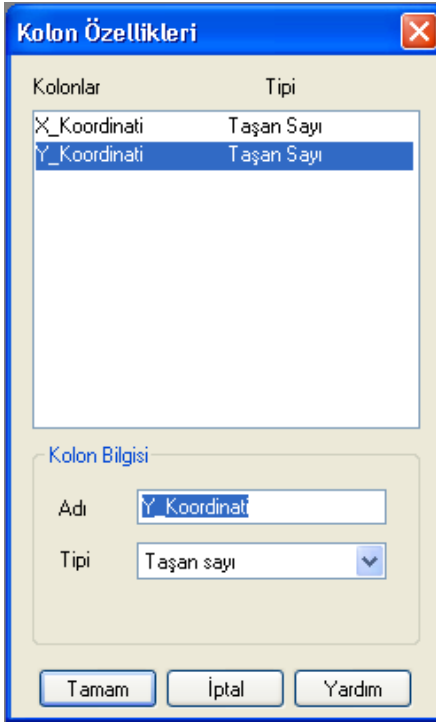 Kolon Özellikleri
Kolonlar Tipi
X_Koordinati Taşan Sayı
Y_Koordinati Taşan Sayı
Kolon Bilgisi
Adı Y_Koordinati
Tipi Taşan sayı
Tamam İptal Yardım